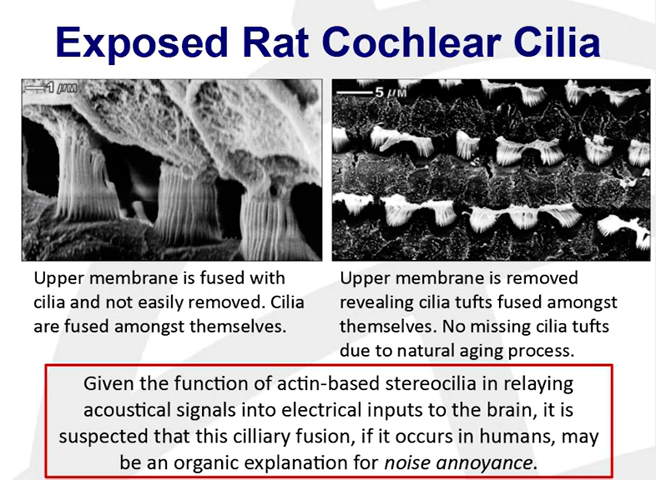 Exposed Rat Cochlear Cilia
1 μM
5 μM
Upper membrane is fused with
cilia and not easily removed. Cilia
are fused amongst themselves.
Upper membrane is removed
revealing cilia tufts fused amongst
themselves. No missing cilia tufts
due to natural aging process.
Given the function of actin-based stereocilia in relaying
acoustical signals into electrical inputs to the brain, it is
suspected that this cilliary fusion, if it occurs in humans, may
be an organic explanation for noise annoyance.